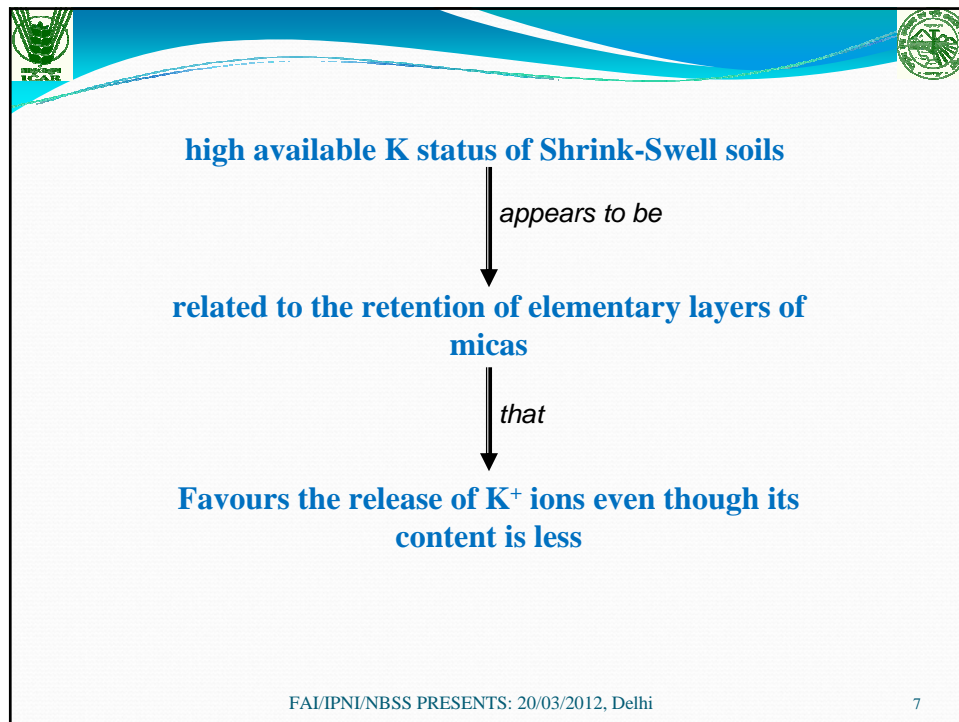 ICAR
high available K status of Shrink-Swell soils
appears to be
related to the retention of elementary layers of
micas
that
Favours the release of K⁺ ions even though its
content is less
FAI/IPNI/NBSS PRESENTS: 20/03/2012, Delhi
7